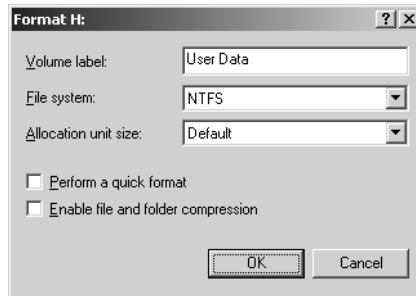 Format H:
Volume label: User Data
File system: NTFS
Allocation unit size: Default
Perform a quick format
Enable file and folder compression
OK Cancel